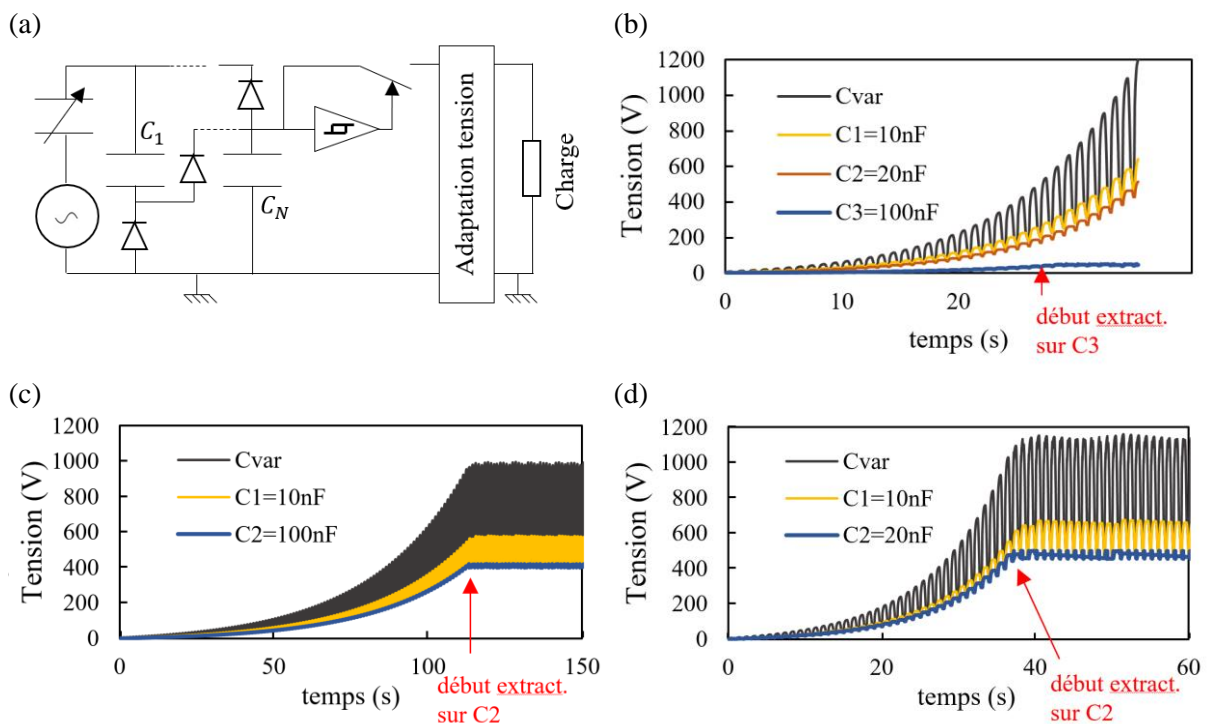 (a)
C₁
C_N
Adaptation tension
Charge
(b)
1200
1000
800
600
400
200
0
Tension (V)
Cvar
C1=10nF
C2=20nF
C3=100nF
0
10
20
temps (s)
début extract.
sur C3
(c)
1200
1000
800
600
400
200
0
Tension (V)
Cvar
C1=10nF
C2=100nF
0
50
100
150
temps (s)
début extract.
sur C2
(d)
1200
1000
800
600
400
200
0
Tension (V)
Cvar
C1=10nF
C2=20nF
0
20
40
60
temps (s)
début extract.
sur C2